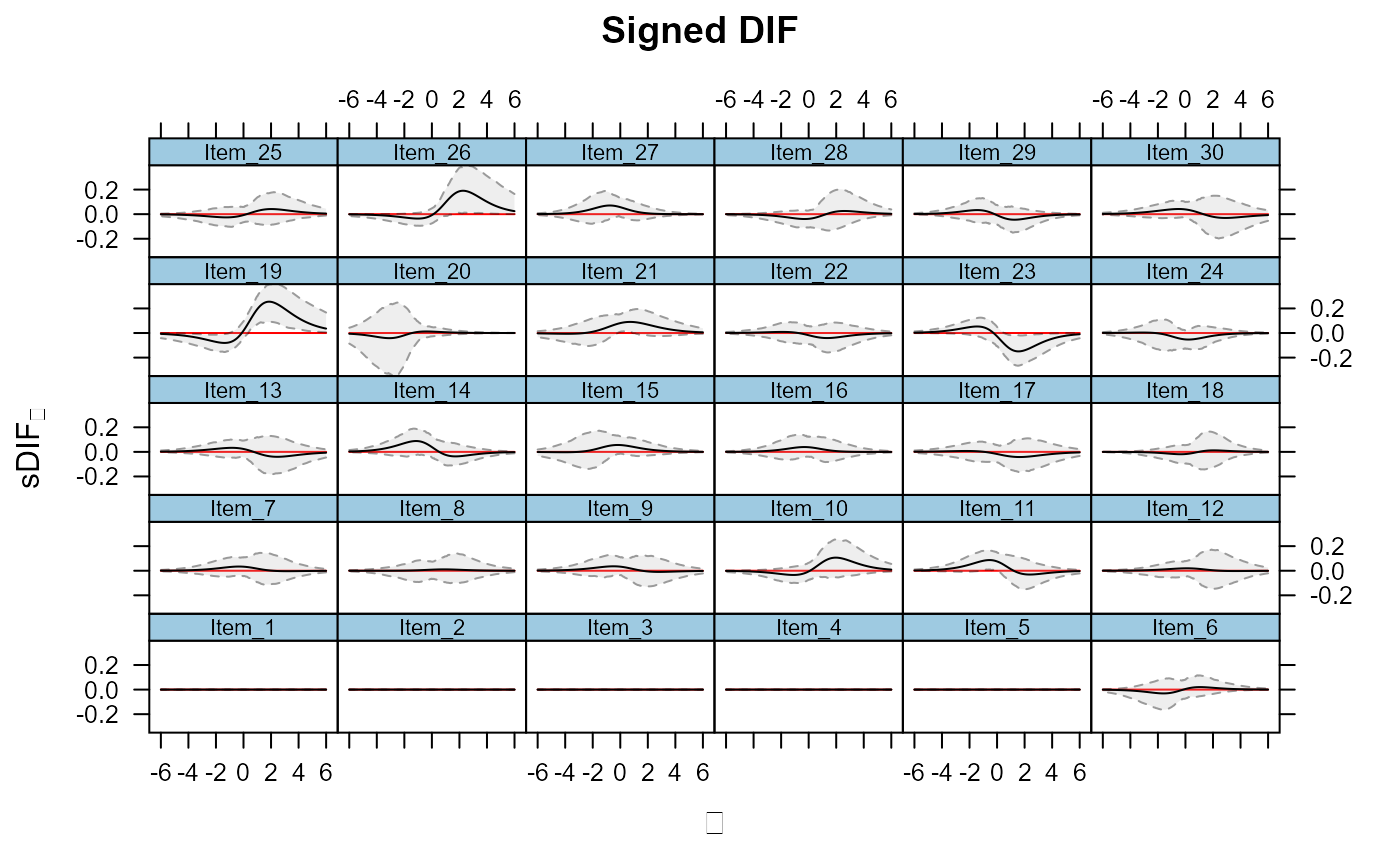 Signed DIF
-6 -4 -2 0 2 4 6 -6 -4 -2 0 2 4 6 -6 -4 -2 0 2 4 6
Item_25 Item_26 Item_27 Item_28 Item_29 Item_30
0.2
0.0
-0.2
Item_19 Item_20 Item_21 Item_22 Item_23 Item_24
0.2
0.0
-0.2
Item_13 Item_14 Item_15 Item_16 Item_17 Item_18
0.2
0.0
-0.2
Item_7 Item_8 Item_9 Item_10 Item_11 Item_12
0.2
0.0
-0.2
Item_1 Item_2 Item_3 Item_4 Item_5 Item_6
0.2
0.0
-0.2
-6 -4 -2 0 2 4 6 -6 -4 -2 0 2 4 6 -6 -4 -2 0 2 4 6
sDIF